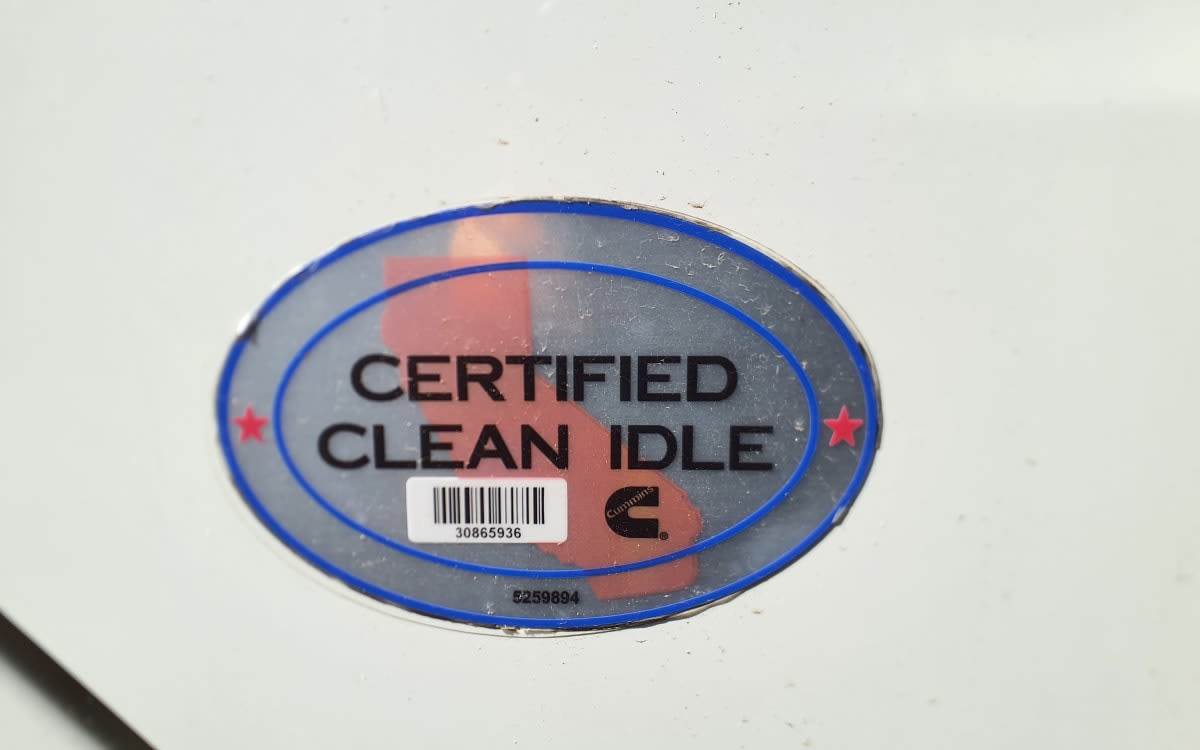 CERTIFIED
CLEAN IDLE
30865936
Cummins
®
5259894